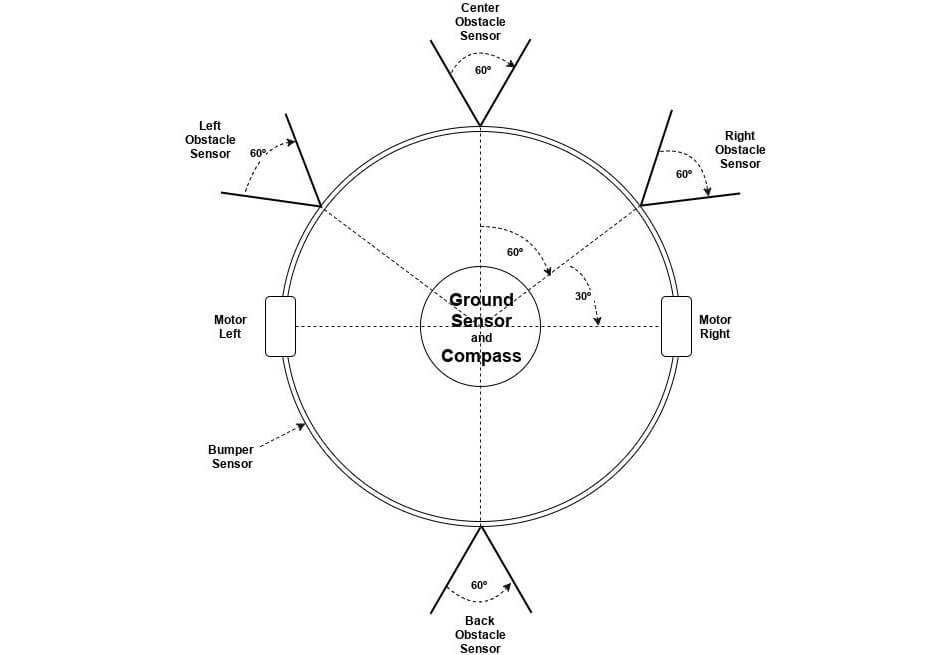 Center
Obstacle
Sensor
60º
Left
Obstacle
Sensor
60º
Right
Obstacle
Sensor
60º
60º
30º
Ground
Sensor
and
Compass
Motor
Left
Motor
Right
Bumper
Sensor
60º
Back
Obstacle
Sensor